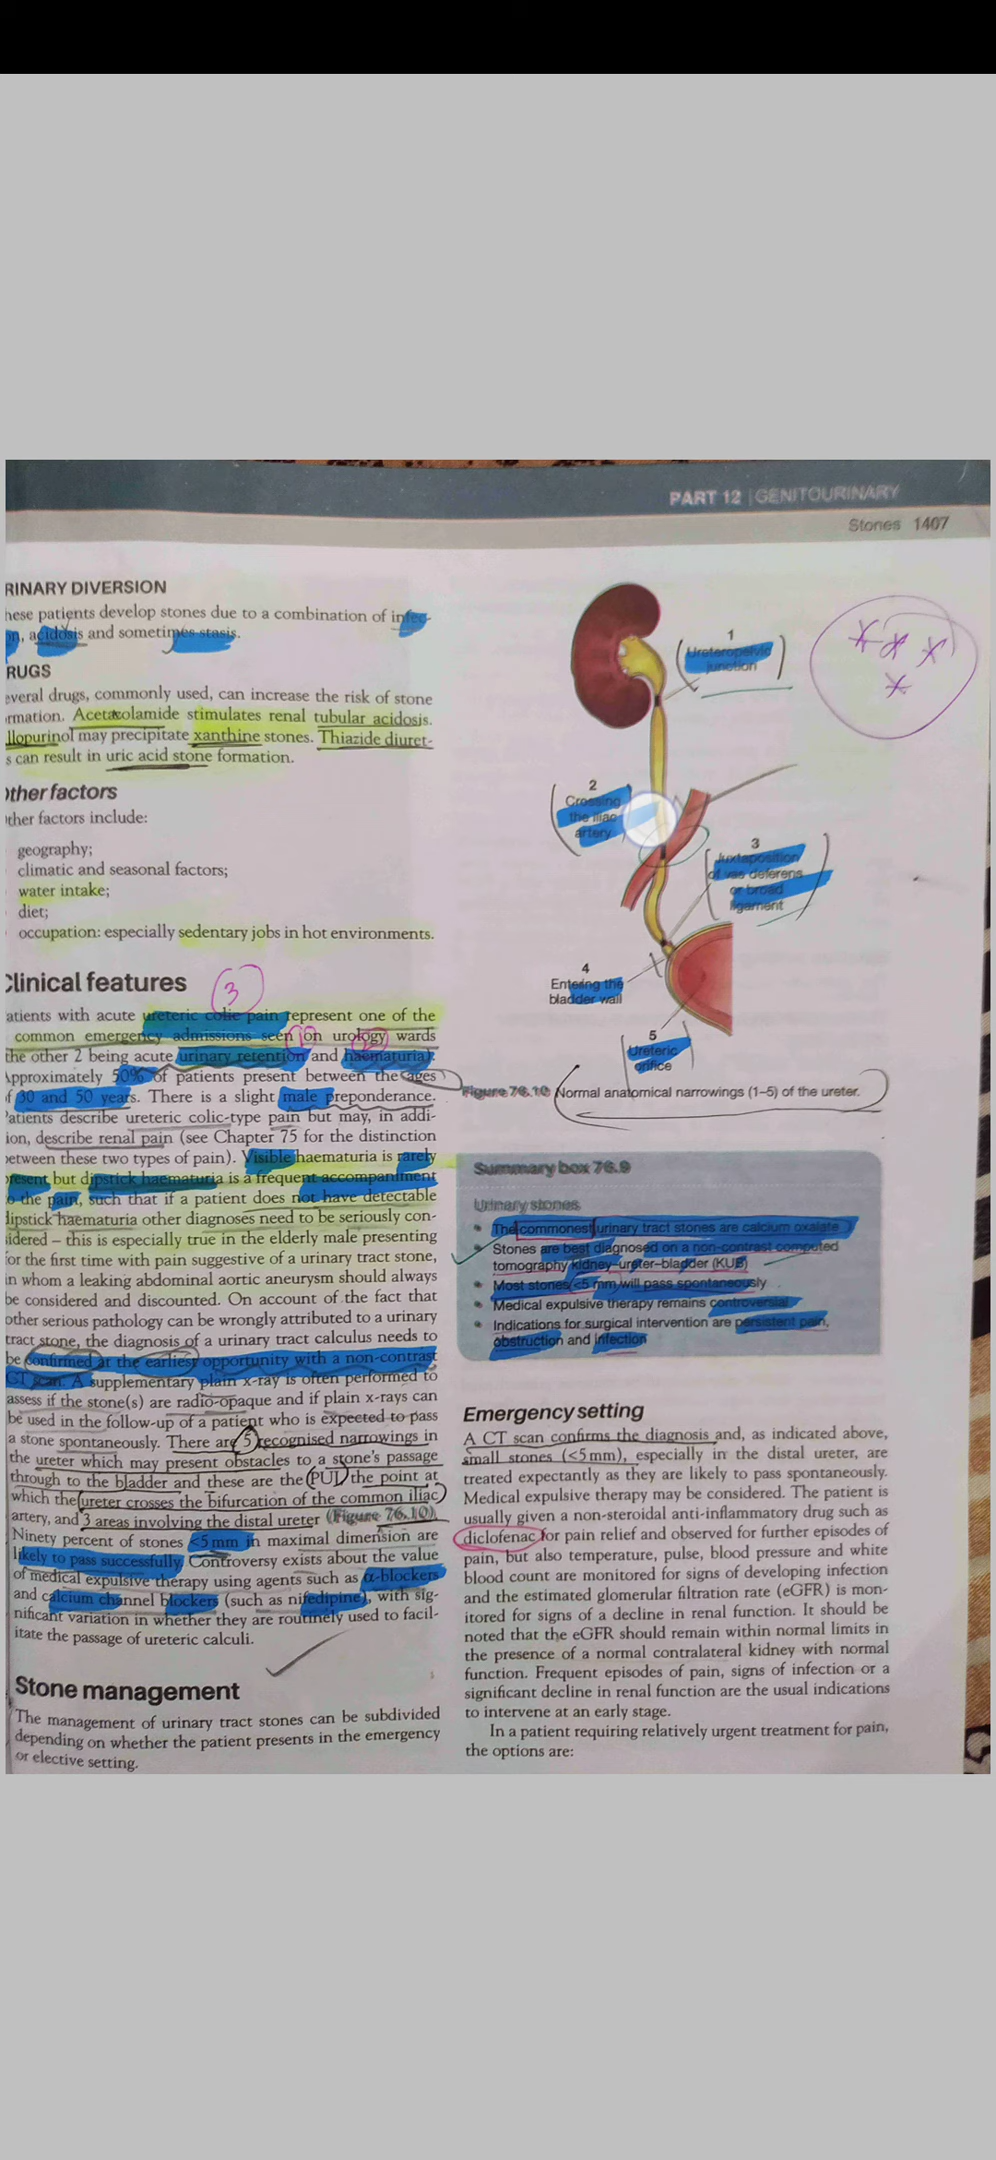 PART 12 | GENITOURINARY
Stones 1407
RINARY DIVERSION
hese patients develop stones due to a combination of infec-
on, acidosis and sometimes stasis.
RUGS
everal drugs, commonly used, can increase the risk of stone
rmation. Acetazolamide stimulates renal tubular acidosis.
llopurinol may precipitate xanthine stones. Thiazide diuret-
s can result in uric acid stone formation.
Other factors
ther factors include:
geography;
climatic and seasonal factors;
water intake;
diet;
occupation: especially sedentary jobs in hot environments.
Clinical features
3
atients with acute ureteric colic pain represent one of the
common emergency admissions seen on urology wards
the other 2 being acute urinary retention and haematuria).
Approximately 50% of patients present between the ages
f 30 and 50 years. There is a slight male preponderance.
Patients describe ureteric colic-type pain but may, in addi-
ion, describe renal pain (see Chapter 75 for the distinction
between these two types of pain). Visible haematuria is rarely
present but dipstick haematuria is a frequent accompaniment
o the pain, such that if a patient does not have detectable
dipstick haematuria other diagnoses need to be seriously con-
idered – this is especially true in the elderly male presenting
for the first time with pain suggestive of a urinary tract stone,
in whom a leaking abdominal aortic aneurysm should always
be considered and discounted. On account of the fact that
other serious pathology can be wrongly attributed to a urinary
tract stone, the diagnosis of a urinary tract calculus needs to
be confirmed at the earliest opportunity with a non-contrast
CT scan. A supplementary plain x-ray is often performed to
assess if the stone(s) are radio-opaque and if plain x-rays can
be used in the follow-up of a patient who is expected to pass
a stone spontaneously. There are 5 recognised narrowings in
the ureter which may present obstacles to a stone's passage
through to the bladder and these are the PUJ the point at
which the ureter crosses the bifurcation of the common iliac
artery, and 3 areas involving the distal ureter (Figure 76.10).
Ninety percent of stones <5 mm in maximal dimension are
likely to pass successfully. Controversy exists about the value
of medical expulsive therapy using agents such as α-blockers
and calcium channel blockers (such as nifedipine), with sig-
nificant variation in whether they are routinely used to facil-
itate the passage of ureteric calculi.
Stone management
The management of urinary tract stones can be subdivided
depending on whether the patient presents in the emergency
or elective setting.
1
Ureteropelvic
junction
2
Crossing
the iliac
artery
3
Juxtaposition
of vas deferens
or broad
ligament
4
Entering the
bladder wall
5
Ureteric
orifice
Figure 76.10 Normal anatomical narrowings (1–5) of the ureter.
Summary box 76.9
Urinary stones
• The commonest urinary tract stones are calcium oxalate
• Stones are best diagnosed on a non-contrast computed
tomography kidney–ureter–bladder (KUB)
• Most stones <5 mm will pass spontaneously
• Medical expulsive therapy remains controversial
• Indications for surgical intervention are persistent pain,
obstruction and infection
Emergency setting
A CT scan confirms the diagnosis and, as indicated above,
small stones (<5 mm), especially in the distal ureter, are
treated expectantly as they are likely to pass spontaneously.
Medical expulsive therapy may be considered. The patient is
usually given a non-steroidal anti-inflammatory drug such as
diclofenac for pain relief and observed for further episodes of
pain, but also temperature, pulse, blood pressure and white
blood count are monitored for signs of developing infection
and the estimated glomerular filtration rate (eGFR) is mon-
itored for signs of a decline in renal function. It should be
noted that the eGFR should remain within normal limits in
the presence of a normal contralateral kidney with normal
function. Frequent episodes of pain, signs of infection or a
significant decline in renal function are the usual indications
to intervene at an early stage.
In a patient requiring relatively urgent treatment for pain,
the options are: